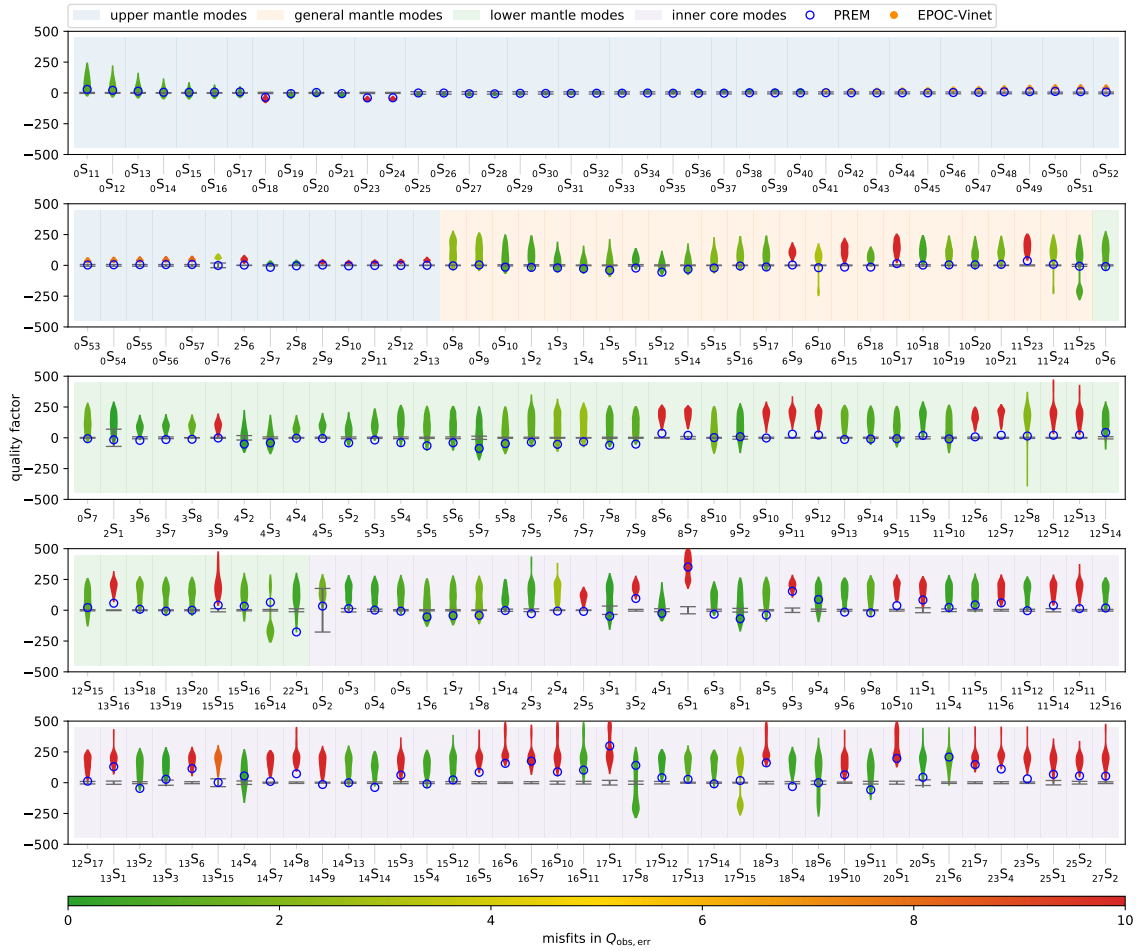 upper mantle modes general mantle modes lower mantle modes inner core modes PREM EPOC-Vinet
500
250
0
−250
−500
₀S₁₁ ₀S₁₃ ₀S₁₅ ₀S₁₇ ₀S₁₉ ₀S₂₁ ₀S₂₄ ₀S₂₆ ₀S₂₈ ₀S₃₀ ₀S₃₂ ₀S₃₄ ₀S₃₆ ₀S₃₈ ₀S₄₀ ₀S₄₂ ₀S₄₄ ₀S₄₆ ₀S₄₈ ₀S₅₀ ₀S₅₂
₀S₁₂ ₀S₁₄ ₀S₁₆ ₀S₁₈ ₀S₂₀ ₀S₂₃ ₀S₂₅ ₀S₂₇ ₀S₂₉ ₀S₃₁ ₀S₃₃ ₀S₃₅ ₀S₃₇ ₀S₃₉ ₀S₄₁ ₀S₄₃ ₀S₄₅ ₀S₄₇ ₀S₄₉ ₀S₅₁
500
250
0
−250
−500
₀S₅₃ ₀S₅₅ ₀S₅₇ ₂S₆ ₂S₈ ₂S₁₀ ₂S₁₂ ₀S₈ ₀S₁₀ ₁S₃ ₁S₅ ₅S₁₂ ₅S₁₅ ₅S₁₇ ₆S₁₀ ₆S₁₈ ₁₀S₁₈ ₁₀S₂₀ ₁₁S₂₃ ₁₁S₂₅
₀S₅₄ ₀S₅₆ ₀S₇₆ ₂S₇ ₂S₉ ₂S₁₁ ₂S₁₃ ₀S₉ ₁S₂ ₁S₄ ₅S₁₁ ₅S₁₄ ₅S₁₆ ₆S₉ ₆S₁₅ ₁₀S₁₇ ₁₀S₁₉ ₁₀S₂₁ ₁₁S₂₄ ₀S₆
quality factor
500
250
0
−250
−500
₀S₇ ₃S₆ ₃S₈ ₄S₂ ₄S₄ ₅S₂ ₅S₄ ₅S₆ ₅S₈ ₇S₆ ₇S₈ ₈S₆ ₈S₁₀ ₉S₁₀ ₉S₁₂ ₉S₁₄ ₁₁S₉ ₁₂S₆ ₁₂S₈ ₁₂S₁₃
₂S₁ ₃S₇ ₃S₉ ₄S₃ ₄S₅ ₅S₃ ₅S₅ ₅S₇ ₇S₅ ₇S₇ ₇S₉ ₈S₇ ₉S₂ ₉S₁₁ ₉S₁₃ ₉S₁₅ ₁₁S₁₀ ₁₂S₇ ₁₂S₁₂ ₁₂S₁₄
500
250
0
−250
−500
₁₂S₁₅ ₁₃S₁₈ ₁₃S₂₀ ₁₅S₁₆ ₂₂S₁ ₀S₃ ₀S₅ ₁S₇ ₁S₁₄ ₂S₄ ₃S₁ ₄S₁ ₆S₃ ₈S₅ ₉S₄ ₉S₈ ₁₁S₁ ₁₁S₅ ₁₁S₁₂ ₁₂S₁₁
₁₃S₁₆ ₁₃S₁₉ ₁₅S₁₅ ₁₆S₁₄ ₀S₂ ₀S₄ ₁S₆ ₁S₈ ₂S₃ ₂S₅ ₃S₂ ₆S₁ ₈S₁ ₉S₃ ₉S₆ ₁₀S₁₀ ₁₁S₄ ₁₁S₆ ₁₁S₁₄ ₁₂S₁₆
500
250
0
−250
−500
₁₂S₁₇ ₁₃S₂ ₁₃S₆ ₁₄S₄ ₁₄S₈ ₁₄S₁₃ ₁₅S₃ ₁₅S₁₂ ₁₆S₆ ₁₆S₁₀ ₁₇S₁ ₁₇S₁₂ ₁₇S₁₄ ₁₈S₃ ₁₈S₆ ₁₉S₁₁ ₂₀S₅ ₂₁S₇ ₂₃S₅ ₂₅S₂
₁₃S₁ ₁₃S₃ ₁₃S₁₅ ₁₄S₇ ₁₄S₉ ₁₄S₁₄ ₁₅S₄ ₁₆S₅ ₁₆S₇ ₁₆S₁₁ ₁₇S₈ ₁₇S₁₃ ₁₇S₁₅ ₁₈S₄ ₁₉S₁₀ ₂₀S₁ ₂₁S₆ ₂₃S₄ ₂₅S₁ ₂₇S₂
0 2 4 6 8 10
misfits in Q_obs,err